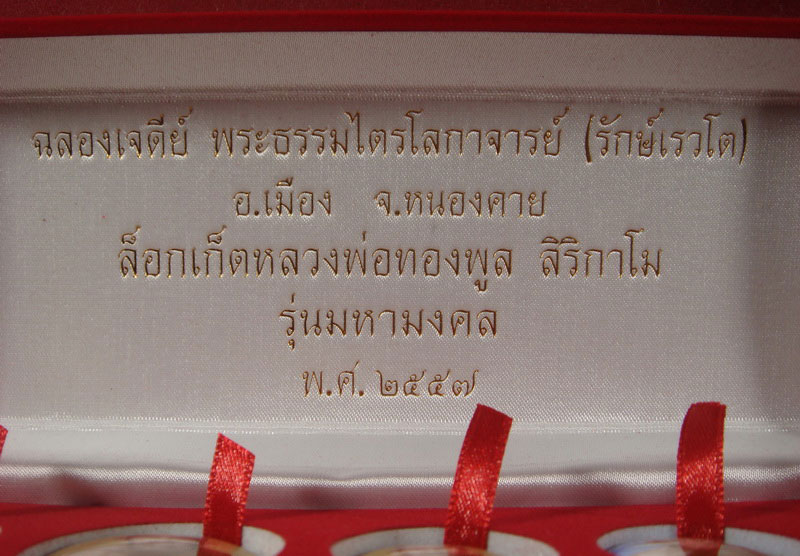 ฉลองเจดีย์ พระธรรมไตรโลกาจารย์ (รักษ์เรวโต)
อ.เมือง จ.หนองคาย
ล็อกเก็ตหลวงพ่อทองพูล สิริกาโม
รุ่นมหามงคล
พ.ศ. ๒๕๕๗